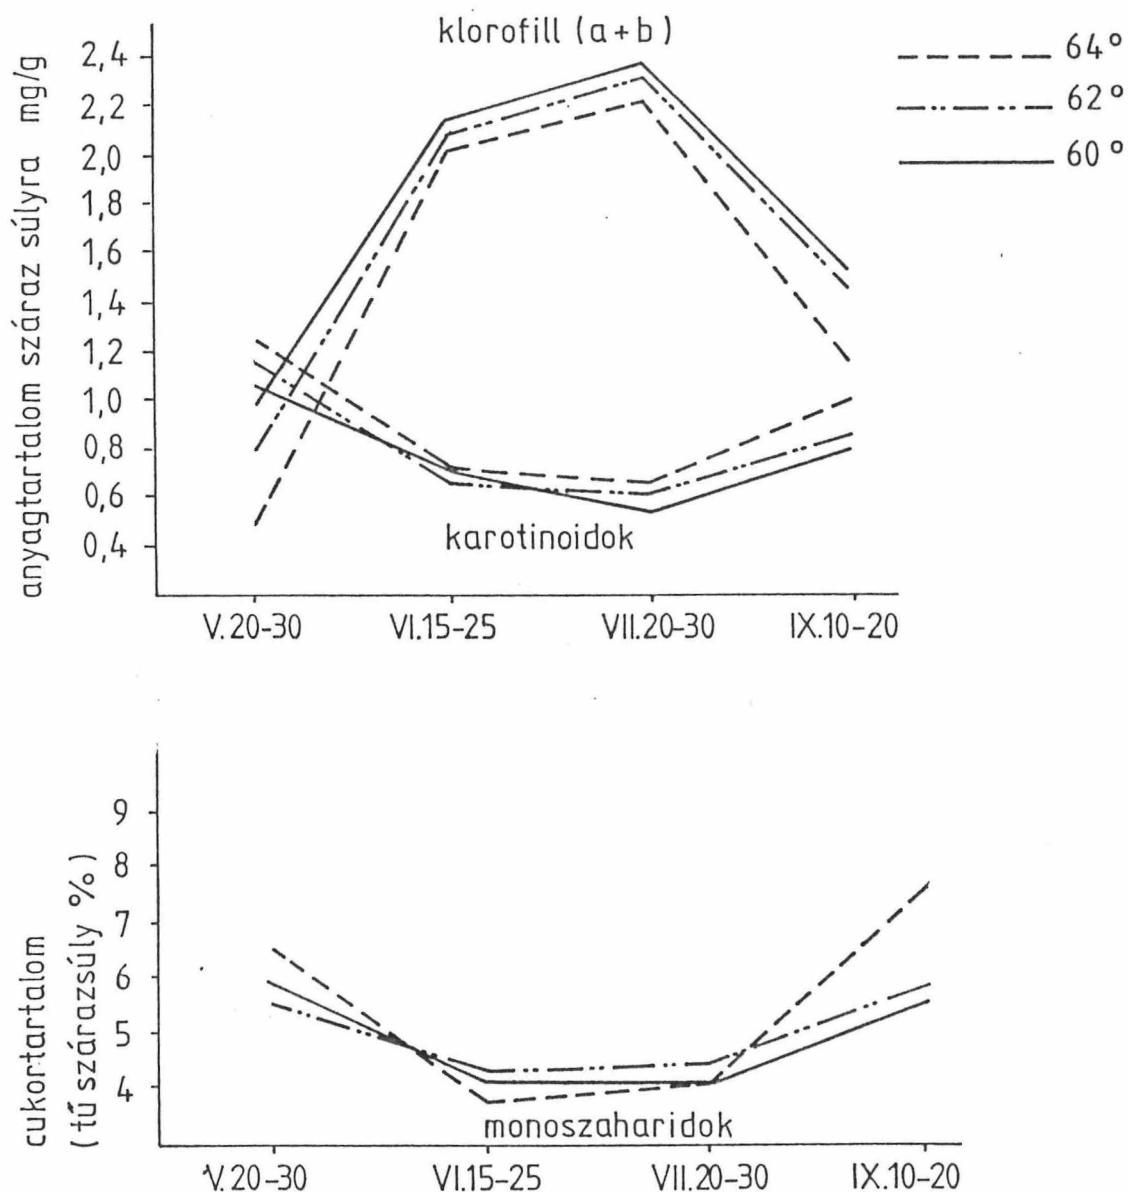 klorofill (a+b)
anyagtartalom száraz súlyra mg/g
2,4
2,2
2,0
1,8
1,6
1,4
1,2
1,0
0,8
0,6
0,4
64°
62°
60°
karotinoidok
V.20-30 VI.15-25 VII.20-30 IX.10-20
cukortartalom
(tű szárazsúly %)
9
8
7
6
5
4
monoszaharidok
V.20-30 VI.15-25 VII.20-30 IX.10-20